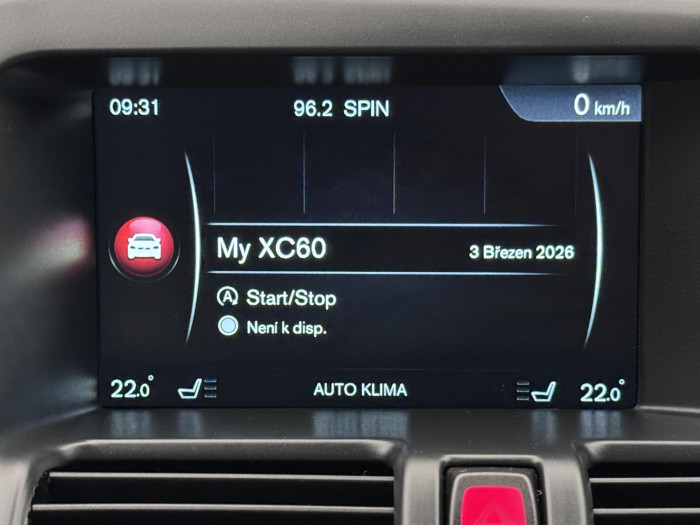 09:31 96.2 SPIN 0 km/h
My XC60 3 Březen 2026
A Start/Stop
Není k disp.
22.0° AUTO KLIMA 22.0°